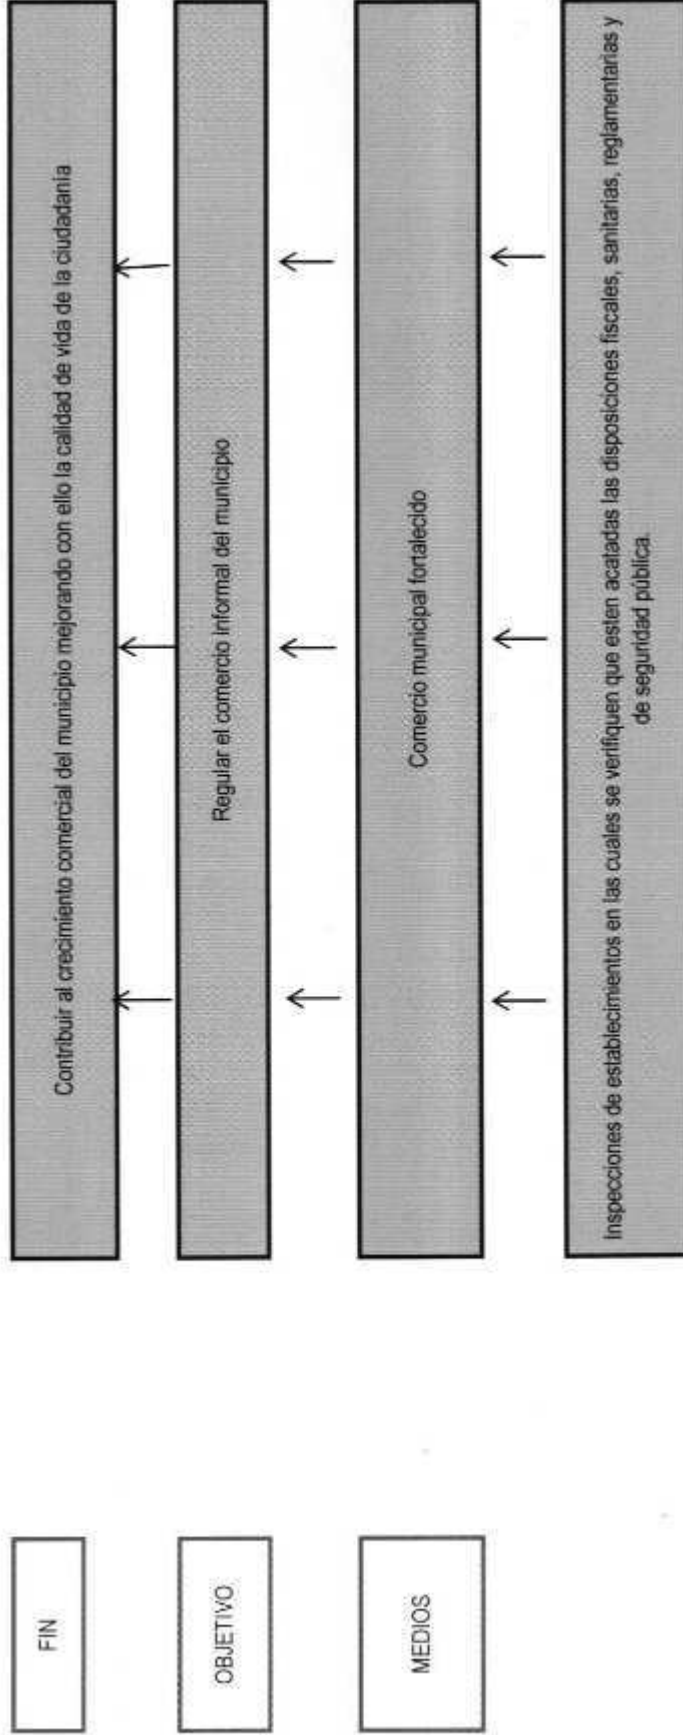 FIN
Contribuir al crecimiento comercial del municipio mejorando con ello la calidad de vida de la ciudadanía
OBJETIVO
Regular el comercio informal del municipio
MEDIOS
Comercio municipal fortalecido
Inspecciones de establecimientos en las cuales se verifiquen que esten acatadas las disposiciones fiscales, sanitarias, reglamentarias y
de seguridad pública.